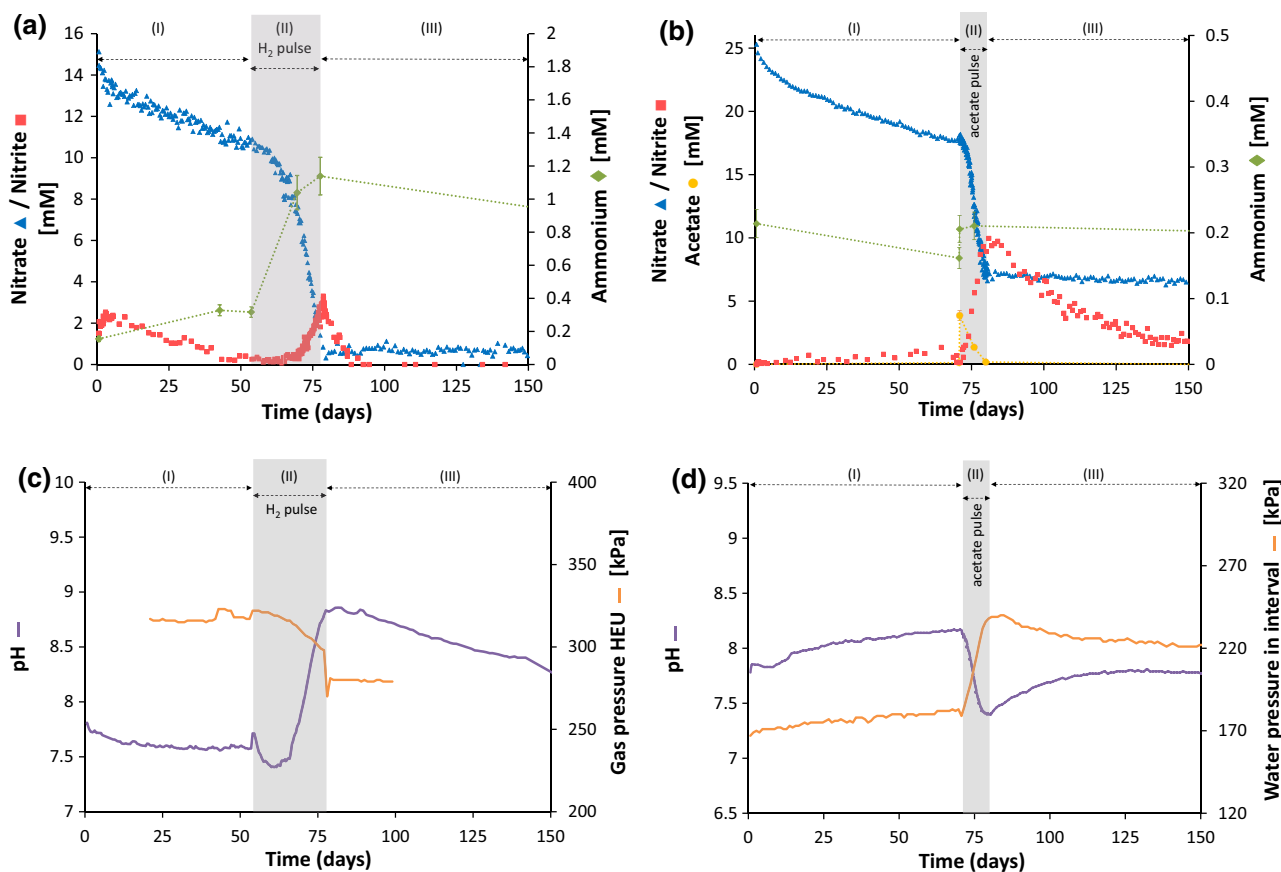 (a)
(I) (II) (III)
H₂ pulse
16 14 12 10 8 6 4 2 0
2 1.8 1.6 1.4 1.2 1 0.8 0.6 0.4 0.2 0
0 25 50 75 100 125 150
Nitrate ▲ / Nitrite ■
[mM]
Ammonium ◆ [mM]
Time (days)
(b)
(I) (II) (III)
acetate pulse
25 20 15 10 5 0
0.5 0.4 0.3 0.2 0.1 0
0 25 50 75 100 125 150
Nitrate ▲ / Nitrite ■
Acetate ● [mM]
Ammonium ◆ [mM]
Time (days)
(c)
(I) (II) (III)
H₂ pulse
10 9.5 9 8.5 8 7.5 7
400 350 300 250 200
0 25 50 75 100 125 150
pH —
Gas pressure HEU — [kPa]
Time (days)
(d)
(I) (II) (III)
acetate pulse
9.5 9 8.5 8 7.5 7 6.5
320 270 220 170 120
0 25 50 75 100 125 150
pH —
Water pressure in interval — [kPa]
Time (days)